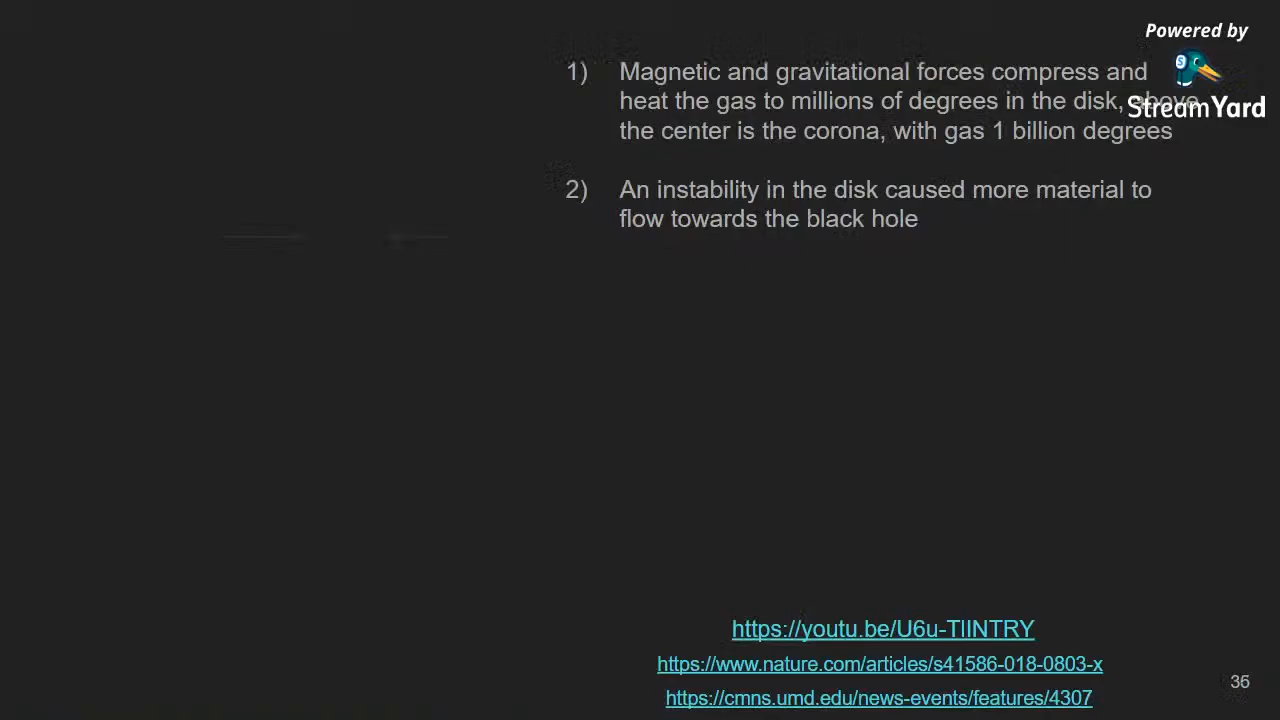 Powered by
StreamYard
1) Magnetic and gravitational forces compress and
heat the gas to millions of degrees in the disk, above
the center is the corona, with gas 1 billion degrees
2) An instability in the disk caused more material to
flow towards the black hole
https://youtu.be/U6u-TlINTRY
https://www.nature.com/articles/s41586-018-0803-x
https://cmns.umd.edu/news-events/features/4307
36